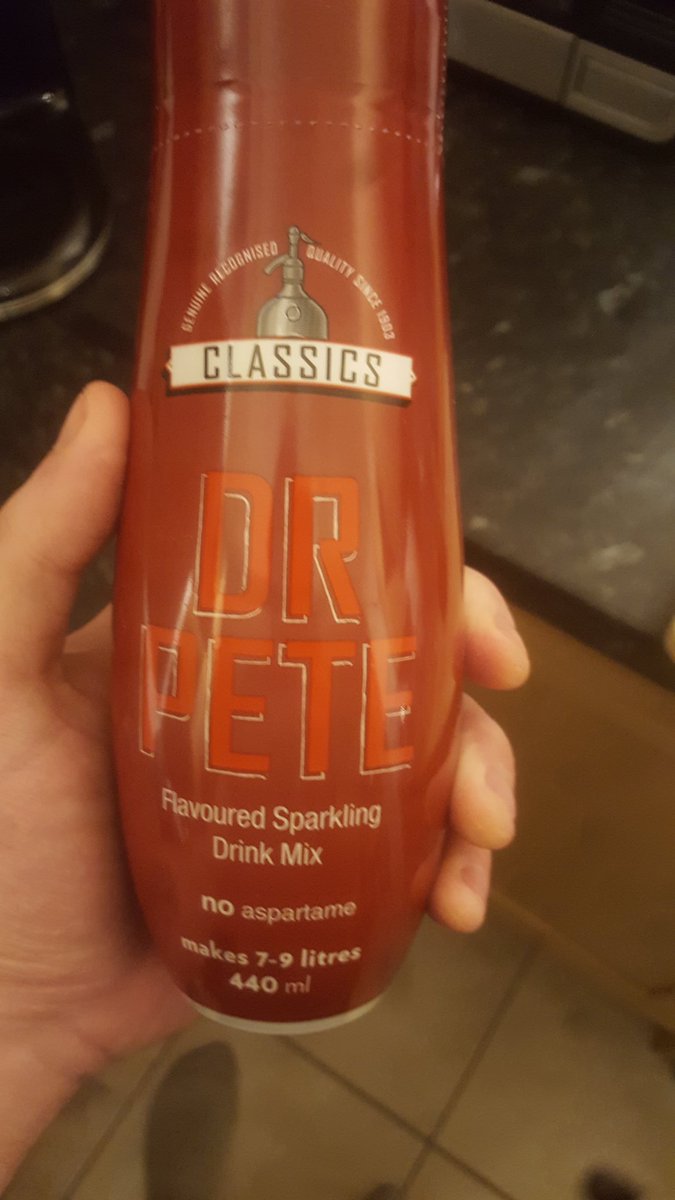 GENUINE RECOGNISED QUALITY SINCE 1903
CLASSICS
DR
PETE
Flavoured Sparkling
Drink Mix
no aspartame
makes 7-9 litres
440 ml